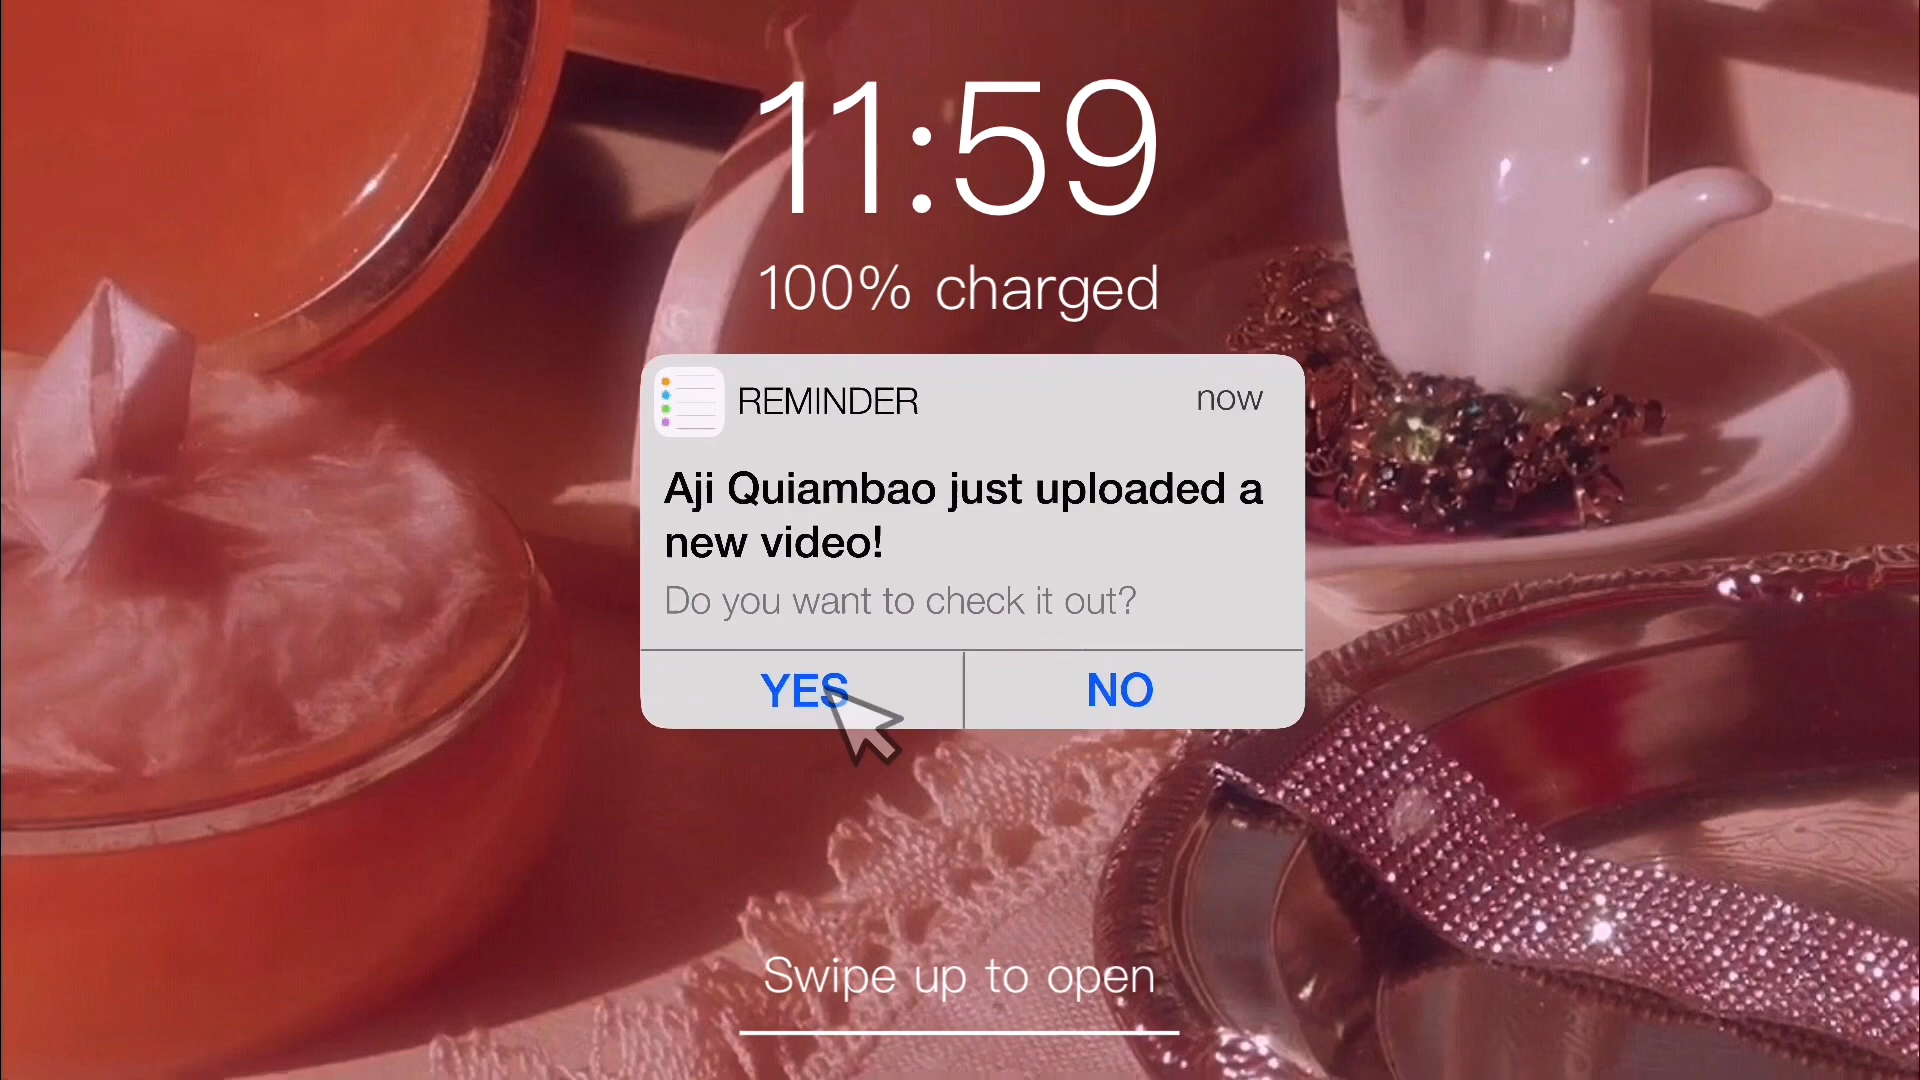 11:59
100% charged
REMINDER now
Aji Quiambao just uploaded a
new video!
Do you want to check it out?
YES NO
Swipe up to open